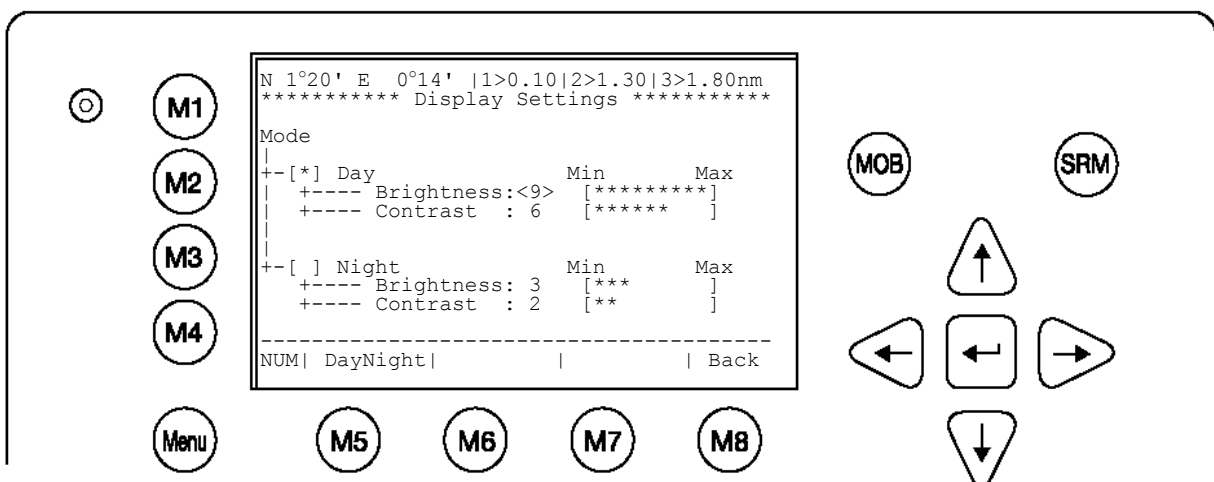 N 1°20' E  0°14' |1>0.10|2>1.30|3>1.80nm
*********** Display Settings ***********
Mode
|
+-[*] Day               Min       Max
|  +---- Brightness:<9>  [*********]
|  +---- Contrast  : 6   [******   ]
|
|
+-[ ] Night             Min       Max
   +---- Brightness: 3   [***      ]
   +---- Contrast  : 2   [**       ]
----------------------------------------
NUM| DayNight|         |         | Back
M1
M2
M3
M4
Menu
M5
M6
M7
M8
MOB
SRM